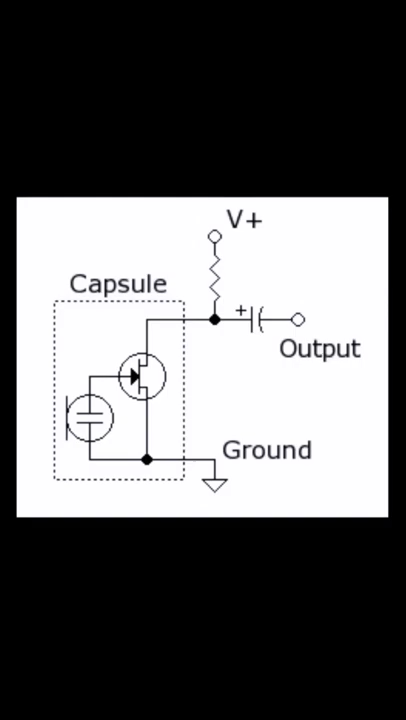 V+
Capsule
+
Output
Ground